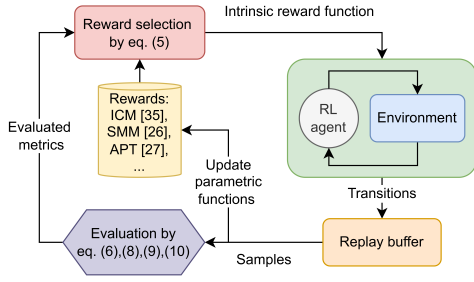 Reward selection
by eq. (5)
Intrinsic reward function
Rewards:
ICM [35],
SMM [26],
APT [27],
...
RL
agent
Environment
Evaluated
metrics
Update
parametric
functions
Transitions
Evaluation by
eq. (6),(8),(9),(10)
Samples
Replay buffer